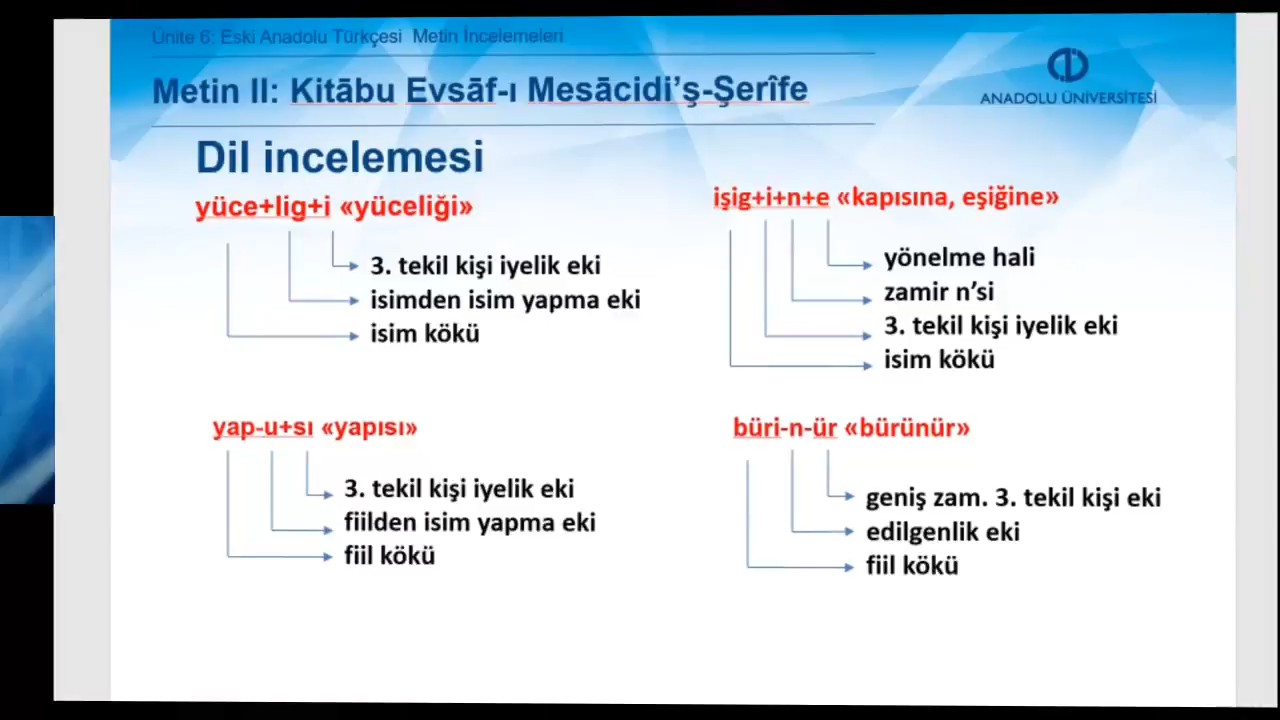 Ünite 6: Eski Anadolu Türkçesi Metin İncelemeleri
Metin II: Kitābu Evsāf-ı Mesācidi’ş-Şerîfe
ANADOLU ÜNİVERSİTESİ
Dil incelemesi
yüce+lig+i «yüceliği»
3. tekil kişi iyelik eki
isimden isim yapma eki
isim kökü
işig+i+n+e «kapısına, eşiğine»
yönelme hali
zamir n’si
3. tekil kişi iyelik eki
isim kökü
yap-u+sı «yapısı»
3. tekil kişi iyelik eki
fiilden isim yapma eki
fiil kökü
büri-n-ür «bürünür»
geniş zam. 3. tekil kişi eki
edilgenlik eki
fiil kökü